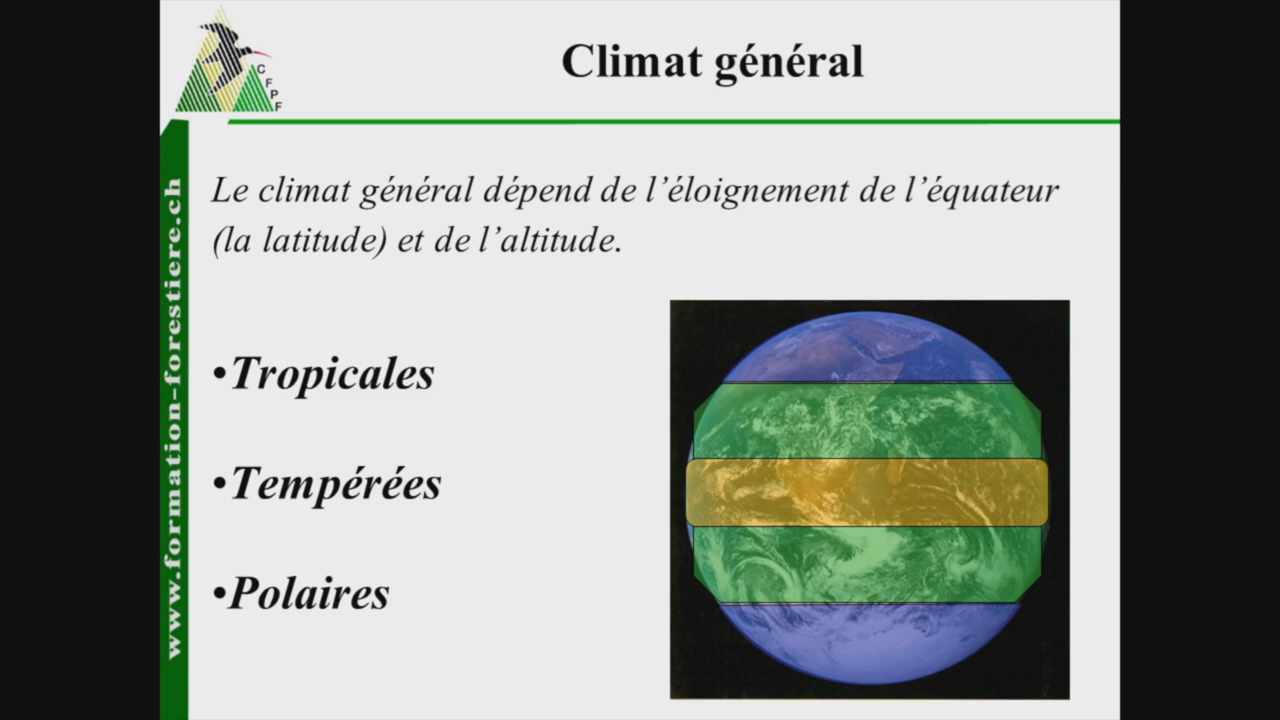 Climat général
C
F
P
F
www.formation-forestiere.ch
Le climat général dépend de l’éloignement de l’équateur
(la latitude) et de l’altitude.
•Tropicales
•Tempérées
•Polaires